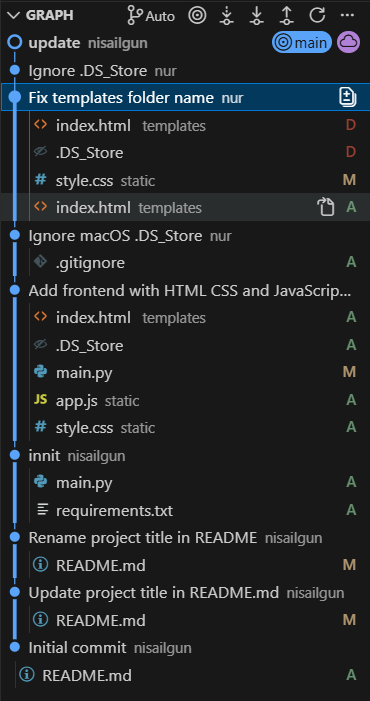 GRAPH Auto
update nisailgun main
Ignore .DS_Store nur
Fix templates folder name nur
index.html templates D
.DS_Store D
style.css static M
index.html templates A
Ignore macOS .DS_Store nur
.gitignore A
Add frontend with HTML CSS and JavaScrip...
index.html templates A
.DS_Store A
main.py M
JS app.js static A
style.css static A
innit nisailgun
main.py A
requirements.txt A
Rename project title in README nisailgun
README.md M
Update project title in README.md nisailgun
README.md M
Initial commit nisailgun
README.md A